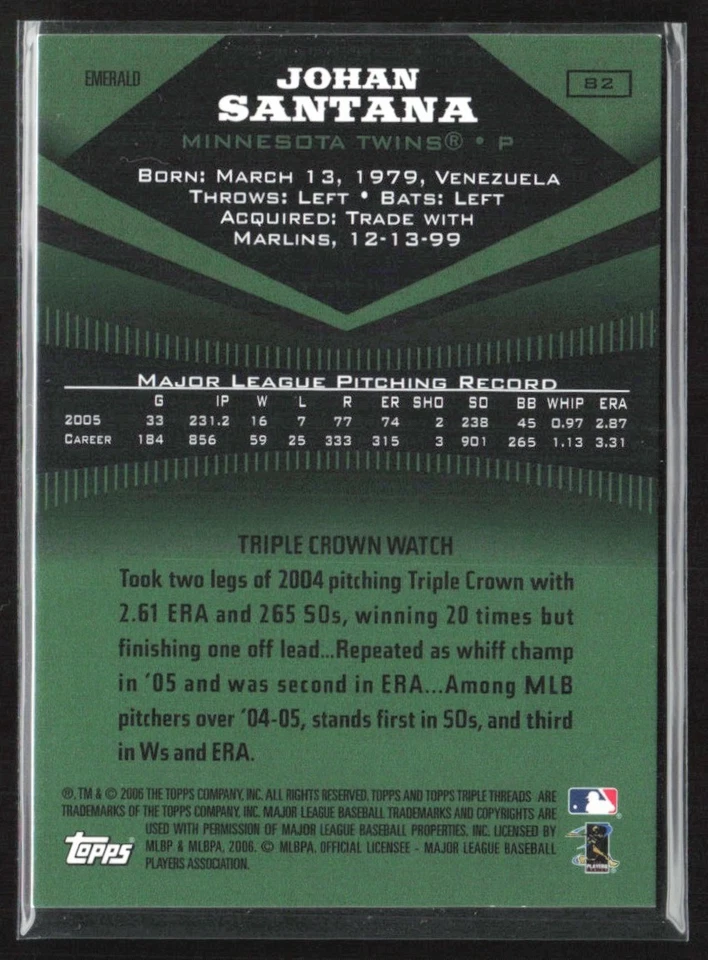 EMERALD
82
JOHAN
SANTANA
MINNESOTA TWINS® • P
BORN: MARCH 13, 1979, VENEZUELA
THROWS: LEFT • BATS: LEFT
ACQUIRED: TRADE WITH
MARLINS, 12-13-99
MAJOR LEAGUE PITCHING RECORD
G IP W L R ER SHO SO BB WHIP ERA
2005 33 231.2 16 7 77 74 2 238 45 0.97 2.87
CAREER 184 856 59 25 333 315 3 901 265 1.13 3.31
TRIPLE CROWN WATCH
Took two legs of 2004 pitching Triple Crown with
2.61 ERA and 265 SOs, winning 20 times but
finishing one off lead...Repeated as whiff champ
in '05 and was second in ERA...Among MLB
pitchers over '04-05, stands first in SOs, and third
in Ws and ERA.
®, TM & © 2006 THE TOPPS COMPANY, INC. ALL RIGHTS RESERVED. TOPPS AND TOPPS TRIPLE THREADS ARE
TRADEMARKS OF THE TOPPS COMPANY, INC. MAJOR LEAGUE BASEBALL TRADEMARKS AND COPYRIGHTS ARE
USED WITH PERMISSION OF MAJOR LEAGUE BASEBALL PROPERTIES, INC. LICENSED BY
MLBP & MLBPA, 2006. © MLBPA. OFFICIAL LICENSEE - MAJOR LEAGUE BASEBALL
PLAYERS ASSOCIATION.
TOPPS
PLAYERS